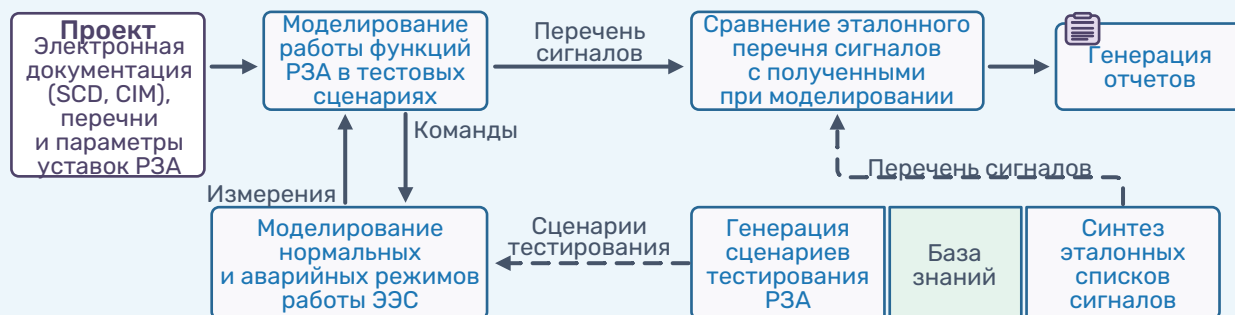 Проект
Электронная
документация
(SCD, CIM),
перечни
и параметры
уставок РЗА
Моделирование
работы функций
РЗА в тестовых
сценариях
Перечень
сигналов
Сравнение эталонного
перечня сигналов
с полученными
при моделировании
Генерация
отчетов
Измерения
Команды
Перечень сигналов
Моделирование
нормальных
и аварийных режимов
работы ЭЭС
Сценарии
тестирования
Генерация
сценариев
тестирования
РЗА
База
знаний
Синтез
эталонных
списков
сигналов